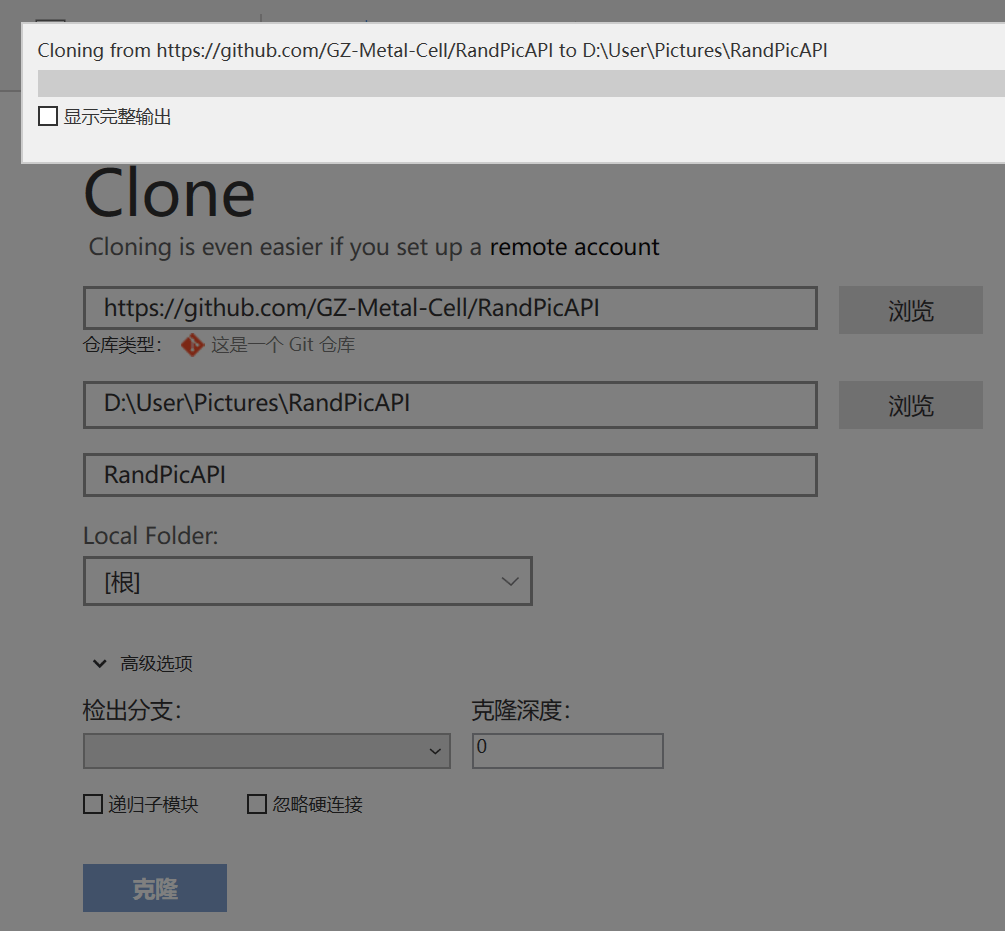 Cloning from https://github.com/GZ-Metal-Cell/RandPicAPI to D:\User\Pictures\RandPicAPI
显示完整输出
Clone
Cloning is even easier if you set up a remote account
https://github.com/GZ-Metal-Cell/RandPicAPI
浏览
仓库类型: 这是一个 Git 仓库
D:\User\Pictures\RandPicAPI
浏览
RandPicAPI
Local Folder:
[根]
高级选项
检出分支: 克隆深度:
0
递归子模块 忽略硬连接
克隆